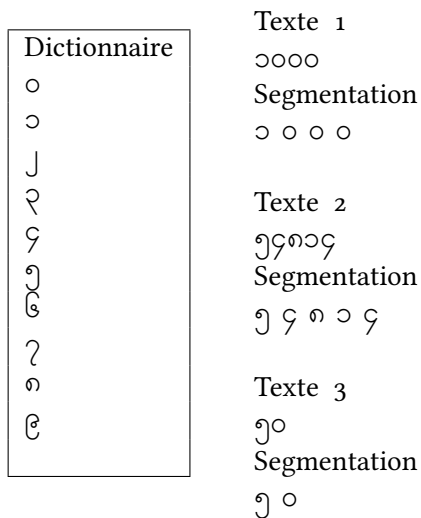 Dictionnaire
၀
၁
၂
၃
၄
၅
၆
၇
၈
၉
Texte 1
၁၀၀၀
Segmentation
၁ ၀ ၀ ၀
Texte 2
၅၄၈၁၄
Segmentation
၅ ၄ ၈ ၁ ၄
Texte 3
၅၀
Segmentation
၅ ၀